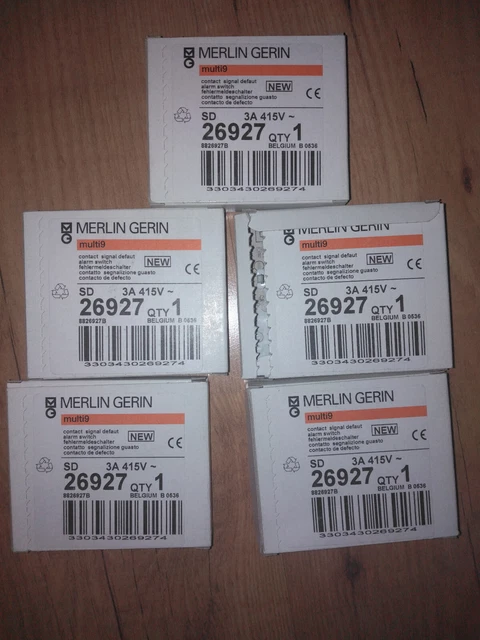 MERLIN GERIN
multi9
contact signal defaut
alarm switch
fehlermeldeschalter
contatto segnalizione guasto
contacto de defecto
NEW
CE
SD 3A 415V ~
26927 QTY 1
8826927B BELGIUM B 0636
3303430269274
MERLIN GERIN
multi9
contact signal defaut
alarm switch
fehlermeldeschalter
contatto segnalizione guasto
contacto de defecto
NEW
CE
SD 3A 415V ~
26927 QTY 1
8826927B BELGIUM B 0636
3303430269274
MERLIN GERIN
multi9
contact signal defaut
alarm switch
fehlermeldeschalter
contatto segnalizione guasto
contacto de defecto
NEW
CE
SD 3A 415V ~
26927 QTY 1
8826927B BELGIUM B 0636
3303430269274
MERLIN GERIN
multi9
contact signal defaut
alarm switch
fehlermeldeschalter
contatto segnalizione guasto
contacto de defecto
NEW
CE
SD 3A 415V ~
26927 QTY 1
8826927B BELGIUM B 0636
3303430269274
MERLIN GERIN
multi9
contact signal defaut
alarm switch
fehlermeldeschalter
contatto segnalizione guasto
contacto de defecto
NEW
CE
SD 3A 415V ~
26927 QTY 1
8826927B BELGIUM B 0636
3303430269274